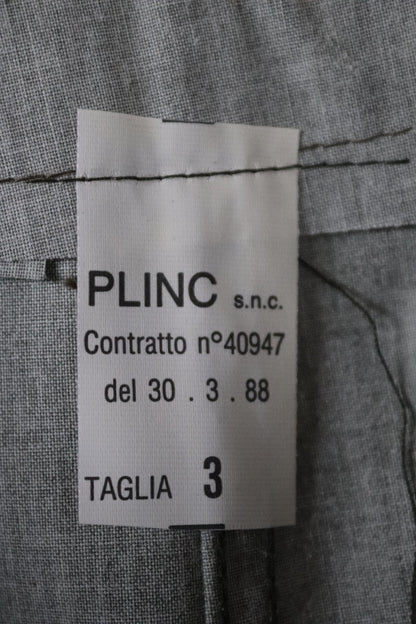 PLINC s.n.c.
Contratto n° 40947
del 30 . 3 . 88
TAGLIA 3